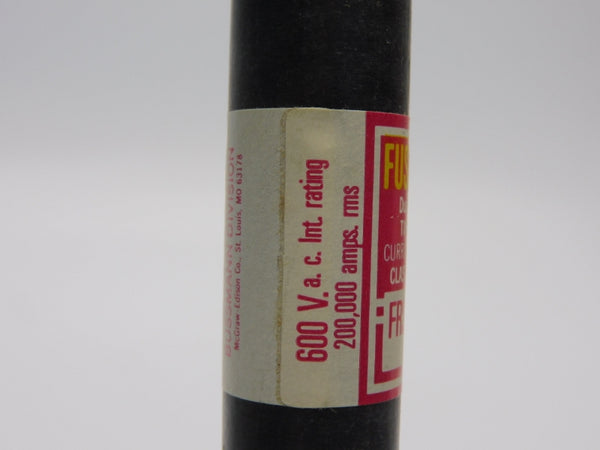 BUSSMANN DIVISION
McGraw Edison Co., St. Louis, MO 63178
600 V. a. c. Int. rating
200,000 amps. rms
FUS
D
T
CURR
CLAS
FR